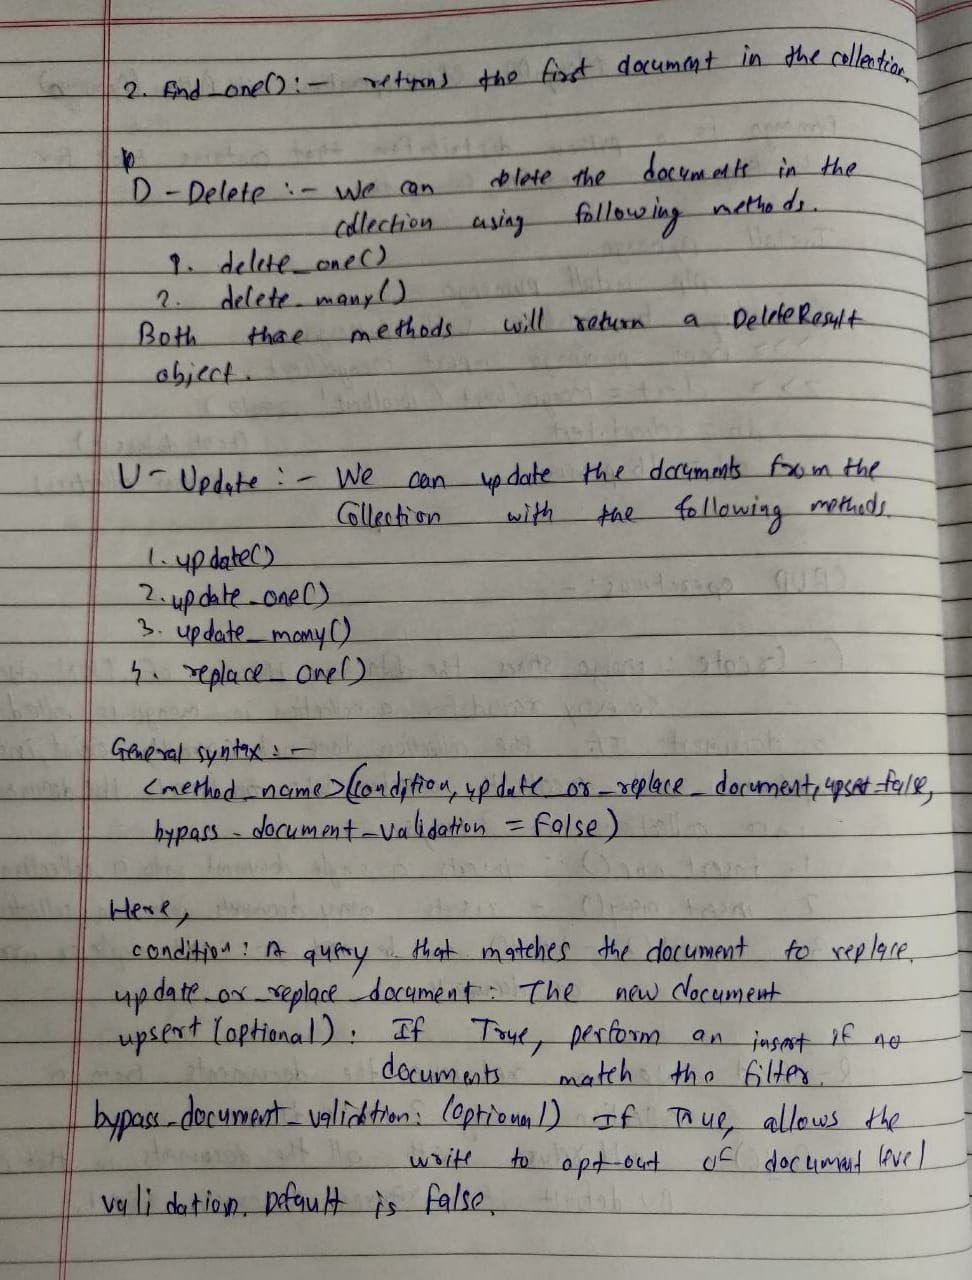 2. find_one() :- returns the first document in the collection.
D - Delete :- We can delete the documents in the
collection using following methods.
1. delete_one()
2. delete_many()
Both these methods will return a DeleteResult
object.
U - Update :- We can update the documents from the
Collection with the following methods.
1. update()
2. update_one()
3. update_many()
4. replace_one()
General syntax :-
<method_name>(condition, update_or_replace_document, upsert=false,
bypass_document_validation = False)
Here,
condition : A query that matches the document to replace.
update_or_replace_document : The new document
upsert (optional) : If True, perform an insert if no
documents match the filter.
bypass_document_validation : (optional) If True, allows the
write to opt-out of document level
validation. Default is false.